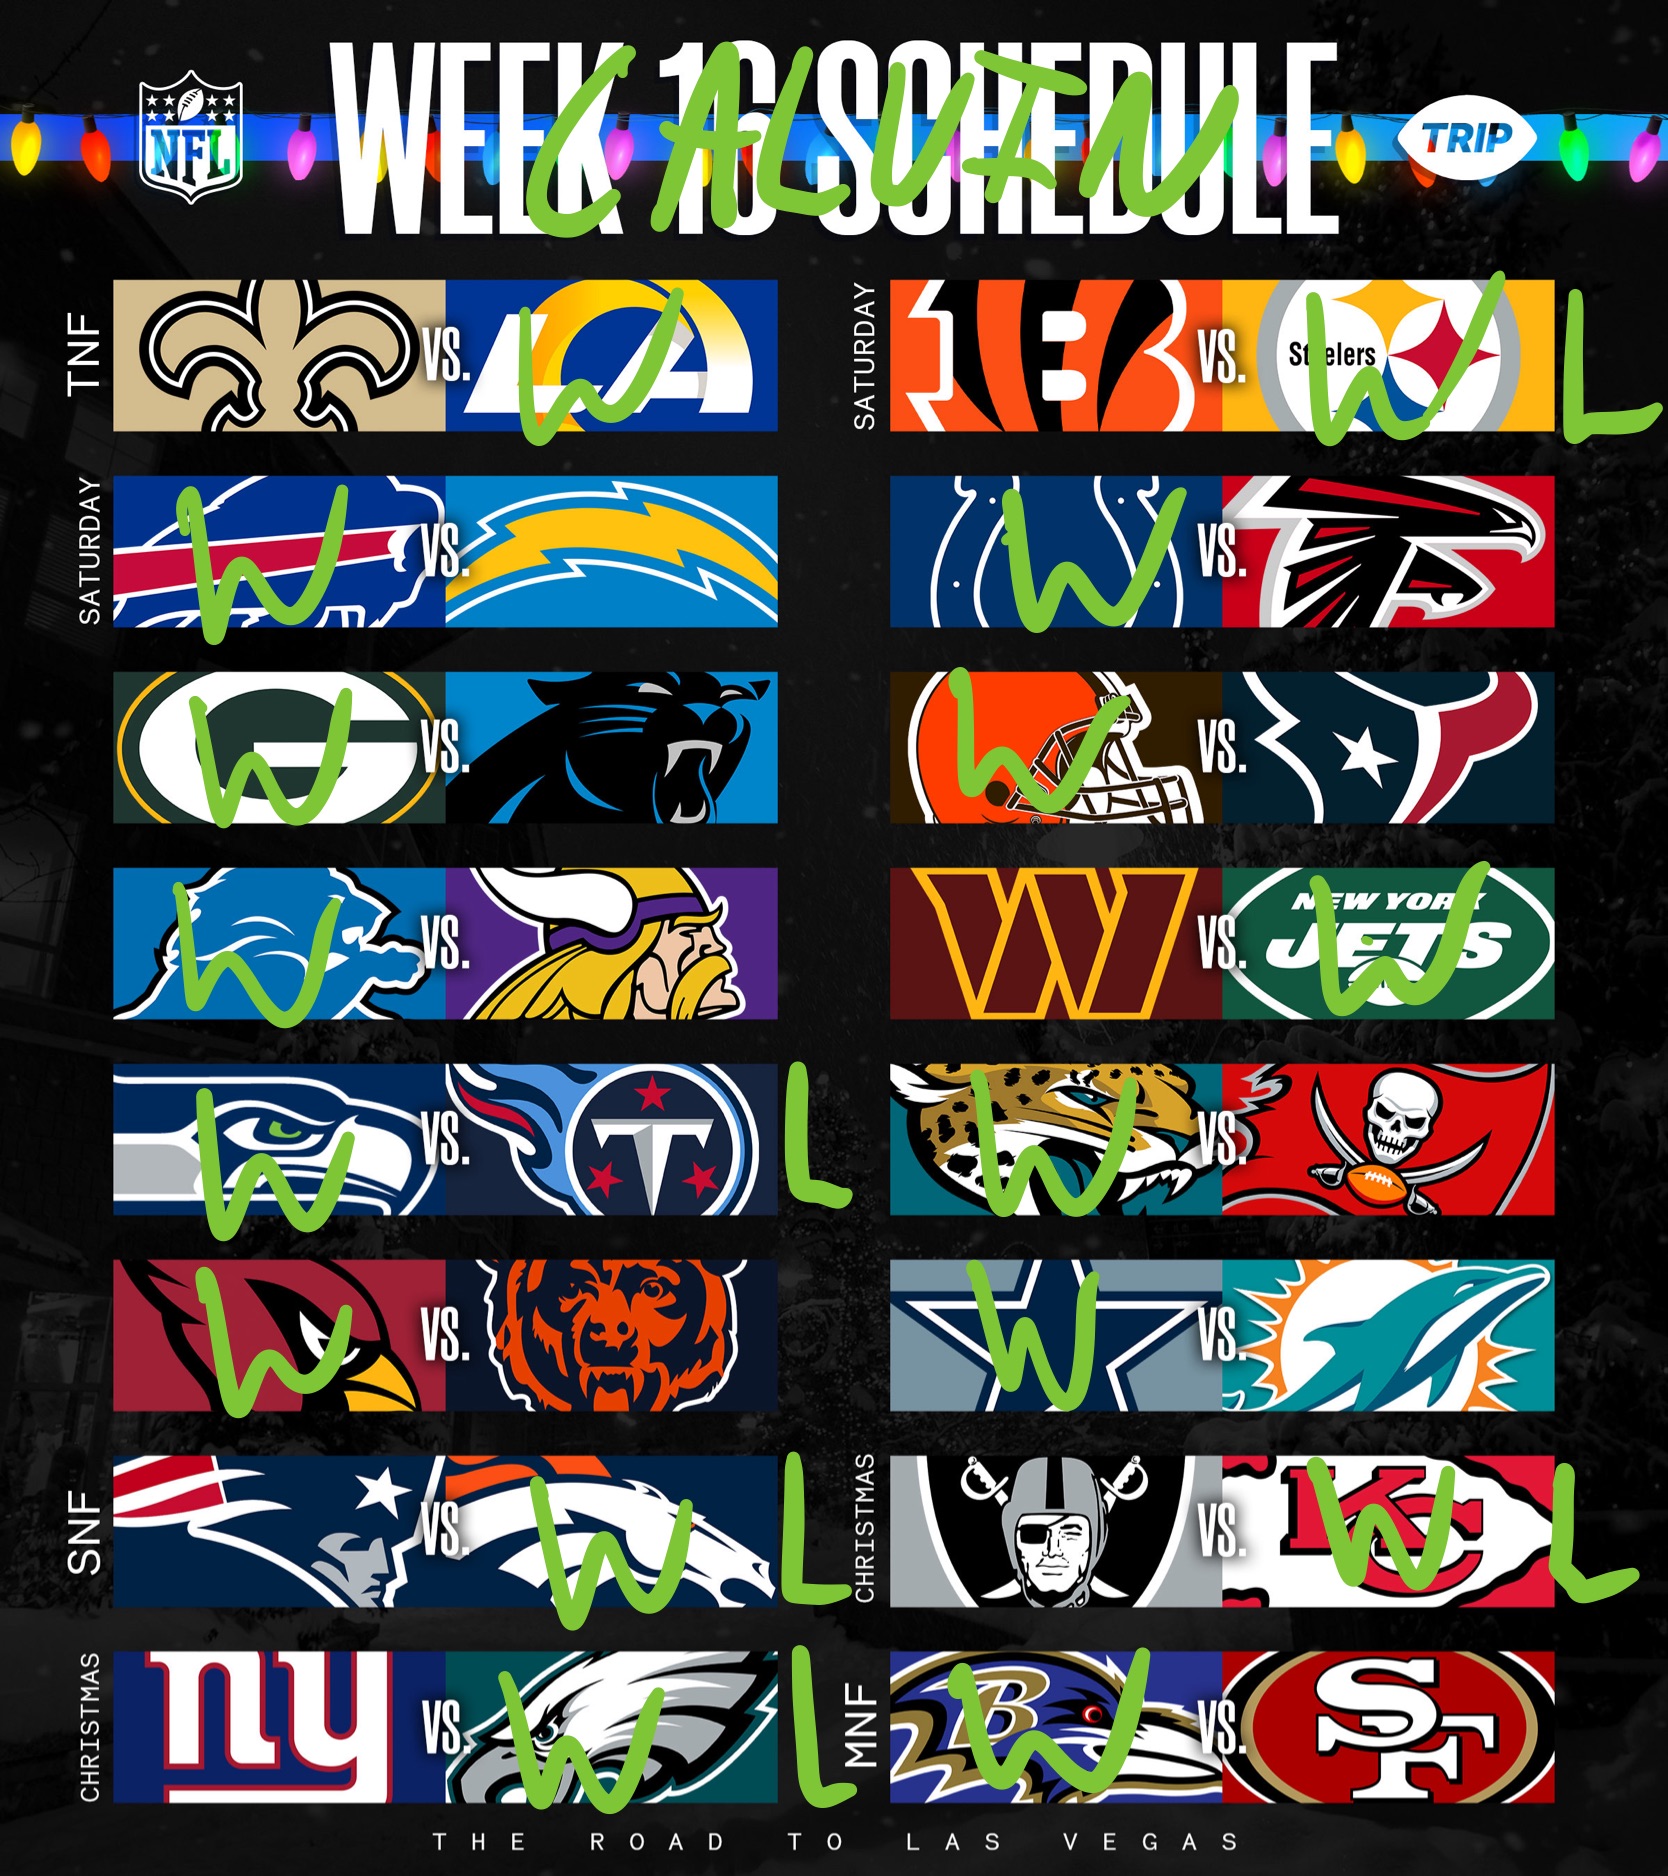 WEEK 16 SCHEDULE
CALVIN
NFL
TRIP
TNF
VS.
LA
W
SATURDAY
B
VS.
Steelers
W
L
SATURDAY
W
VS.
W
VS.
G
W
VS.
W
VS.
W
VS.
W
VS.
NEW YORK
JETS
W
W
VS.
T
L
W
VS.
W
VS.
W
VS.
SNF
VS.
W
L
CHRISTMAS
VS.
KC
W
L
CHRISTMAS
ny
VS.
W
L
MNF
B
W
VS.
SF
THE ROAD TO LAS VEGAS